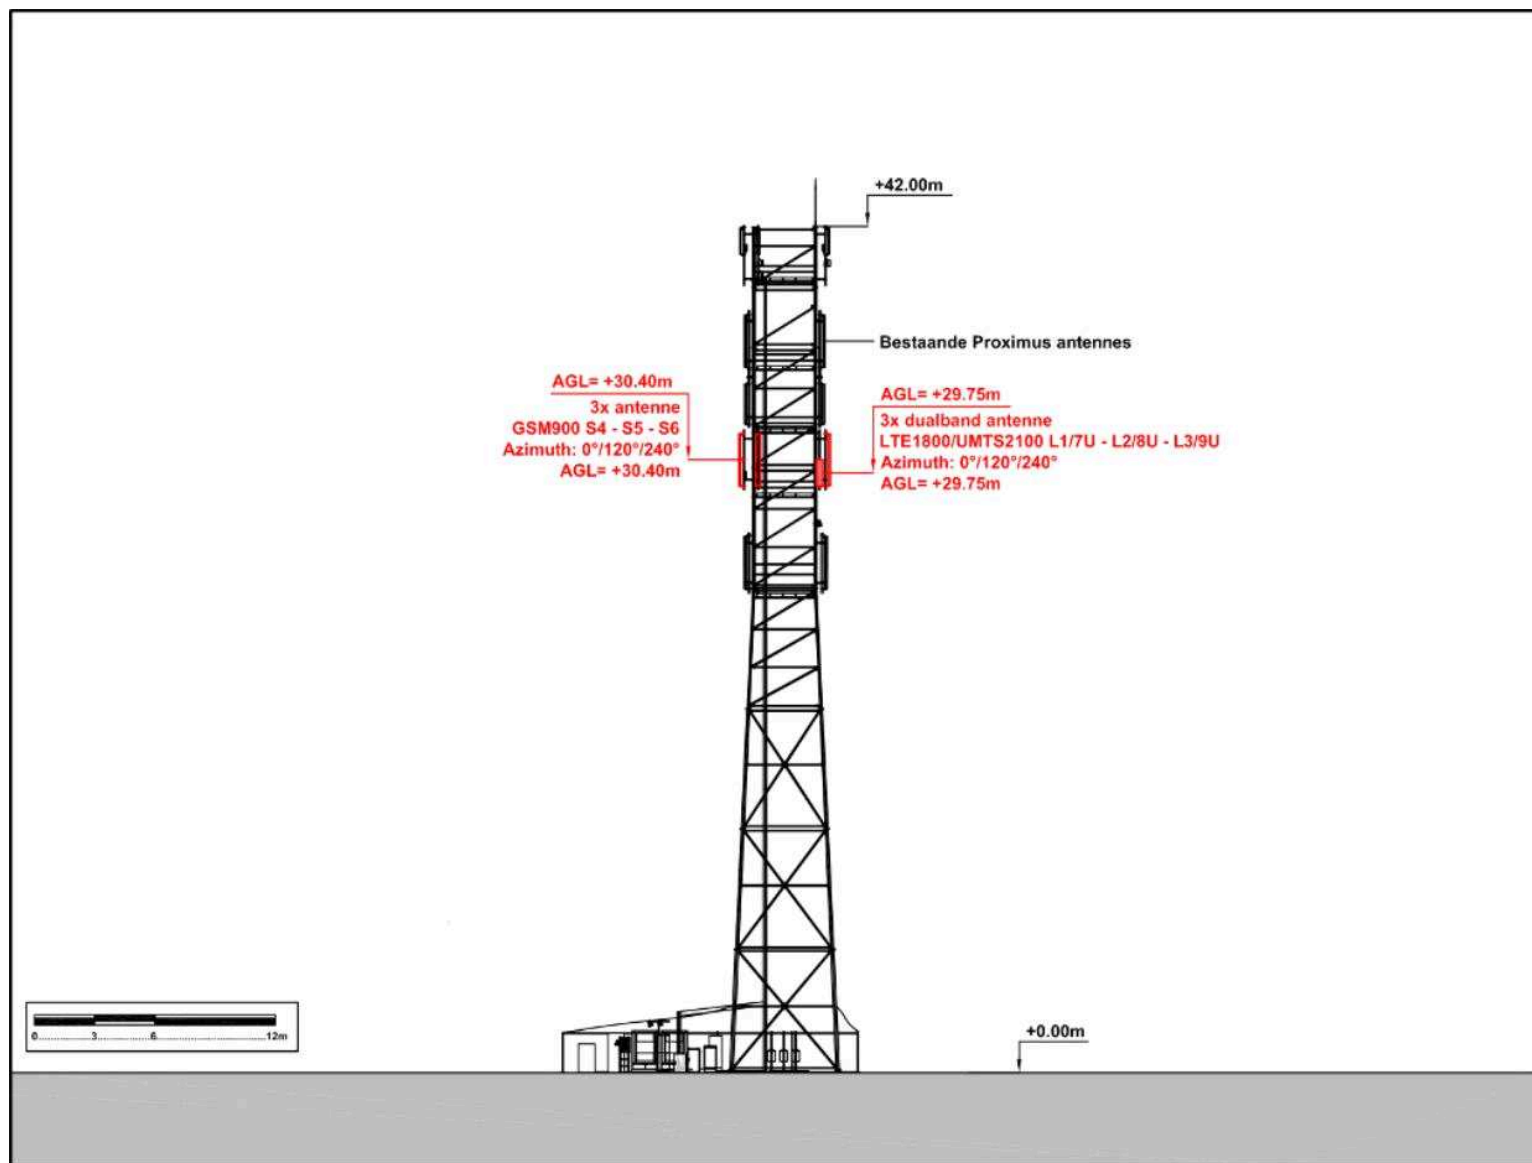 +42.00m
Bestaande Proximus antennes
AGL= +30.40m
3x antenne
GSM900 S4 - S5 - S6
Azimuth: 0°/120°/240°
AGL= +30.40m
AGL= +29.75m
3x dualband antenne
LTE1800/UMTS2100 L1/7U - L2/8U - L3/9U
Azimuth: 0°/120°/240°
AGL= +29.75m
0 3 6 12m
+0.00m